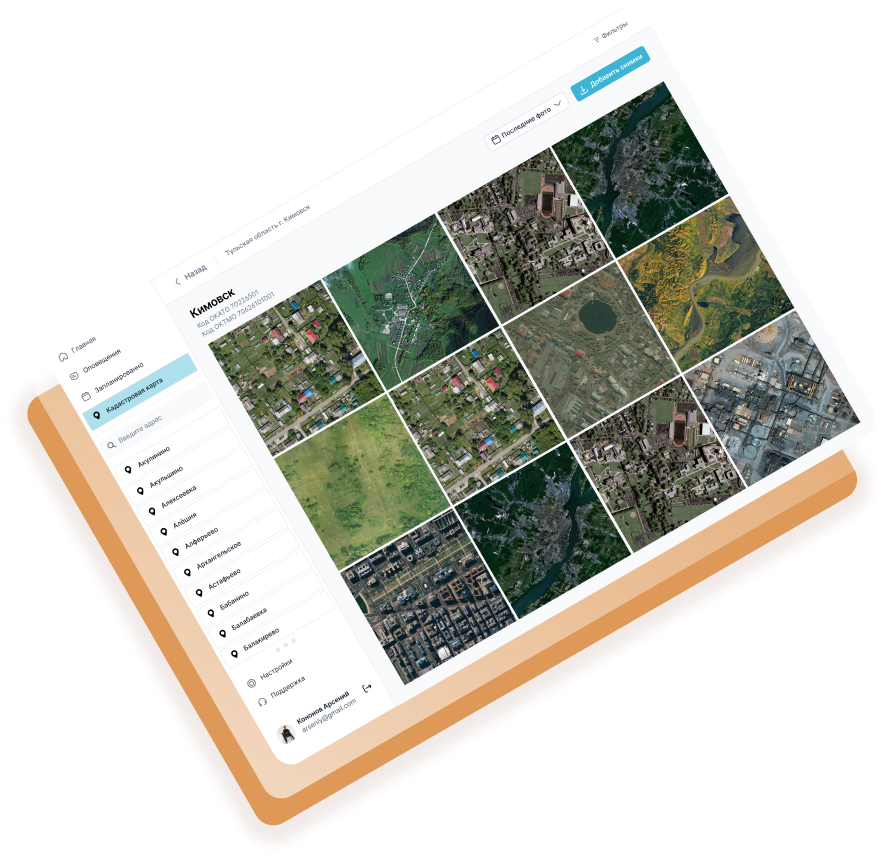 Главная
Оповещения
Запланированно
Кадастровая карта
Введите адрес
Акулинино
Акульшино
Алексеевка
Алёшня
Алферьево
Архангельское
Астафьево
Бабанино
Балабаевка
Балакирево
Настройки
Поддержка
Кононов Арсений
arseniy@gmail.com
Назад
Тульская область г. Кимовск
Фильтры
Кимовск
Код ОКАТО 70226501
Код ОКТМО 70626101001
Последние фото
Добавить снимки